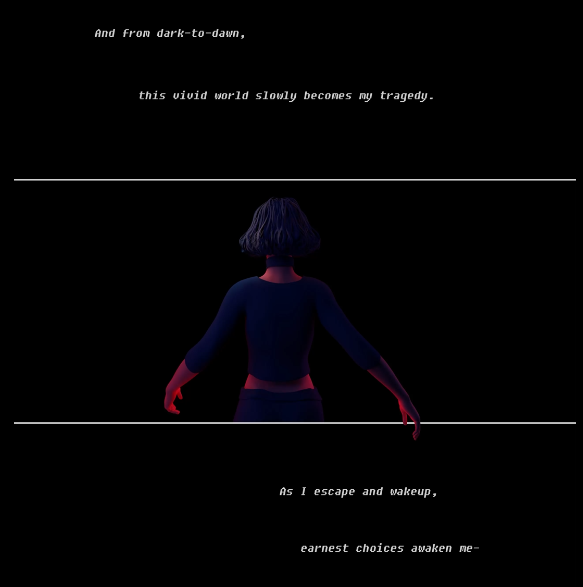 And from dark-to-dawn,
this vivid world slowly becomes my tragedy.
As I escape and wakeup,
earnest choices awaken me-